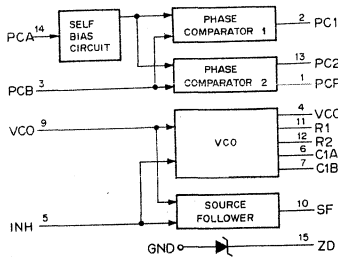 SELF BIAS CIRCUIT
PHASE COMPARATOR 1
PHASE COMPARATOR 2
VCO
SOURCE FOLLOWER
PCA 14
PCB 3
VCO 9
INH 5
2 PC1
13 PC2
1 PCP
4 VCO
11 R1
12 R2
6 C1A
7 C1B
10 SF
GND
15 ZD